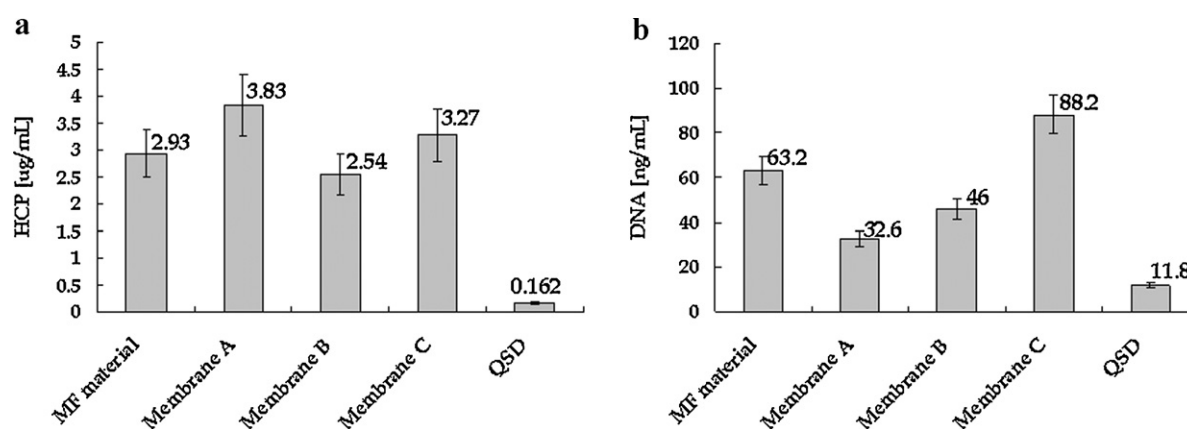 a
HCP [ug/mL]
5
4.5
4
3.5
3
2.5
2
1.5
1
0.5
0
2.93
3.83
2.54
3.27
0.162
MF material
Membrane A
Membrane B
Membrane C
QSD
b
DNA [ng/mL]
120
100
80
60
40
20
0
63.2
32.6
46
88.2
11.8
MF material
Membrane A
Membrane B
Membrane C
QSD